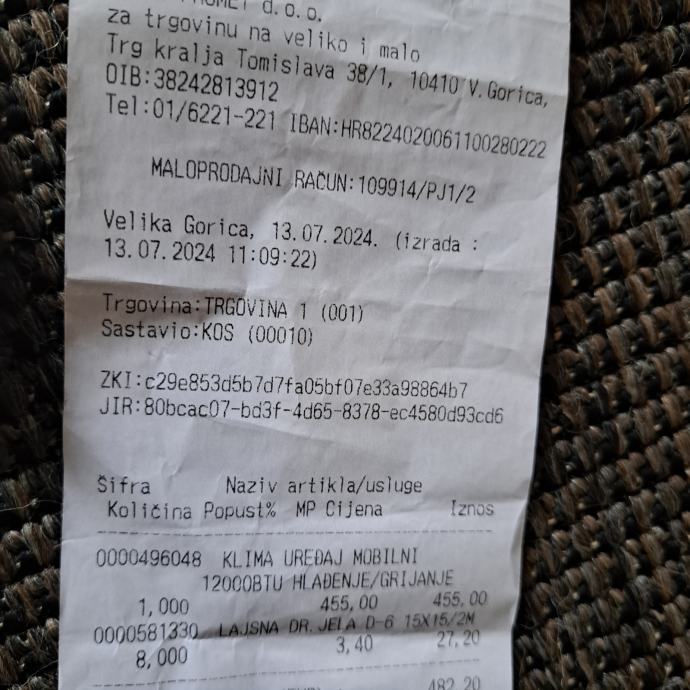 d.o.o.
za trgovinu na veliko i malo
Trg kralja Tomislava 38/1, 10410 V.Gorica,
OIB:38242813912
Tel:01/6221-221 IBAN:HR8224020061100280222
MALOPRODAJNI RAČUN:109914/PJ1/2
Velika Gorica, 13.07.2024. (izrada :
13.07.2024 11:09:22)
Trgovina:TRGOVINA 1 (001)
Sastavio:KOS (00010)
ZKI:c29e853d5b7d7fa05bf07e33a98864b7
JIR:80bcac07-bd3f-4d65-8378-ec4580d93cd6
Šifra Naziv artikla/usluge
Količina Popust% MP Cijena Iznos
0000496048 KLIMA UREĐAJ MOBILNI
12000BTU HLAĐENJE/GRIJANJE
1,000 455,00 455,00
0000581330 LAJSNA DR.JELA D-6 15X15/2M
8,000 3,40 27,20
482,20